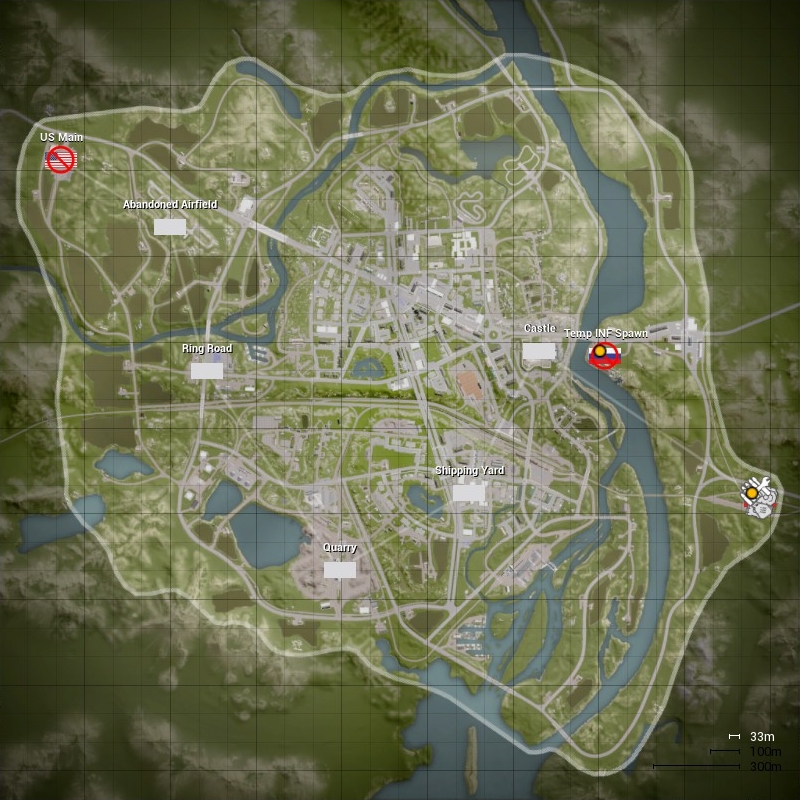 US Main
Abandoned Airfield
Castle
Temp INF Spawn
Ring Road
Shipping Yard
Quarry
33m
100m
300m